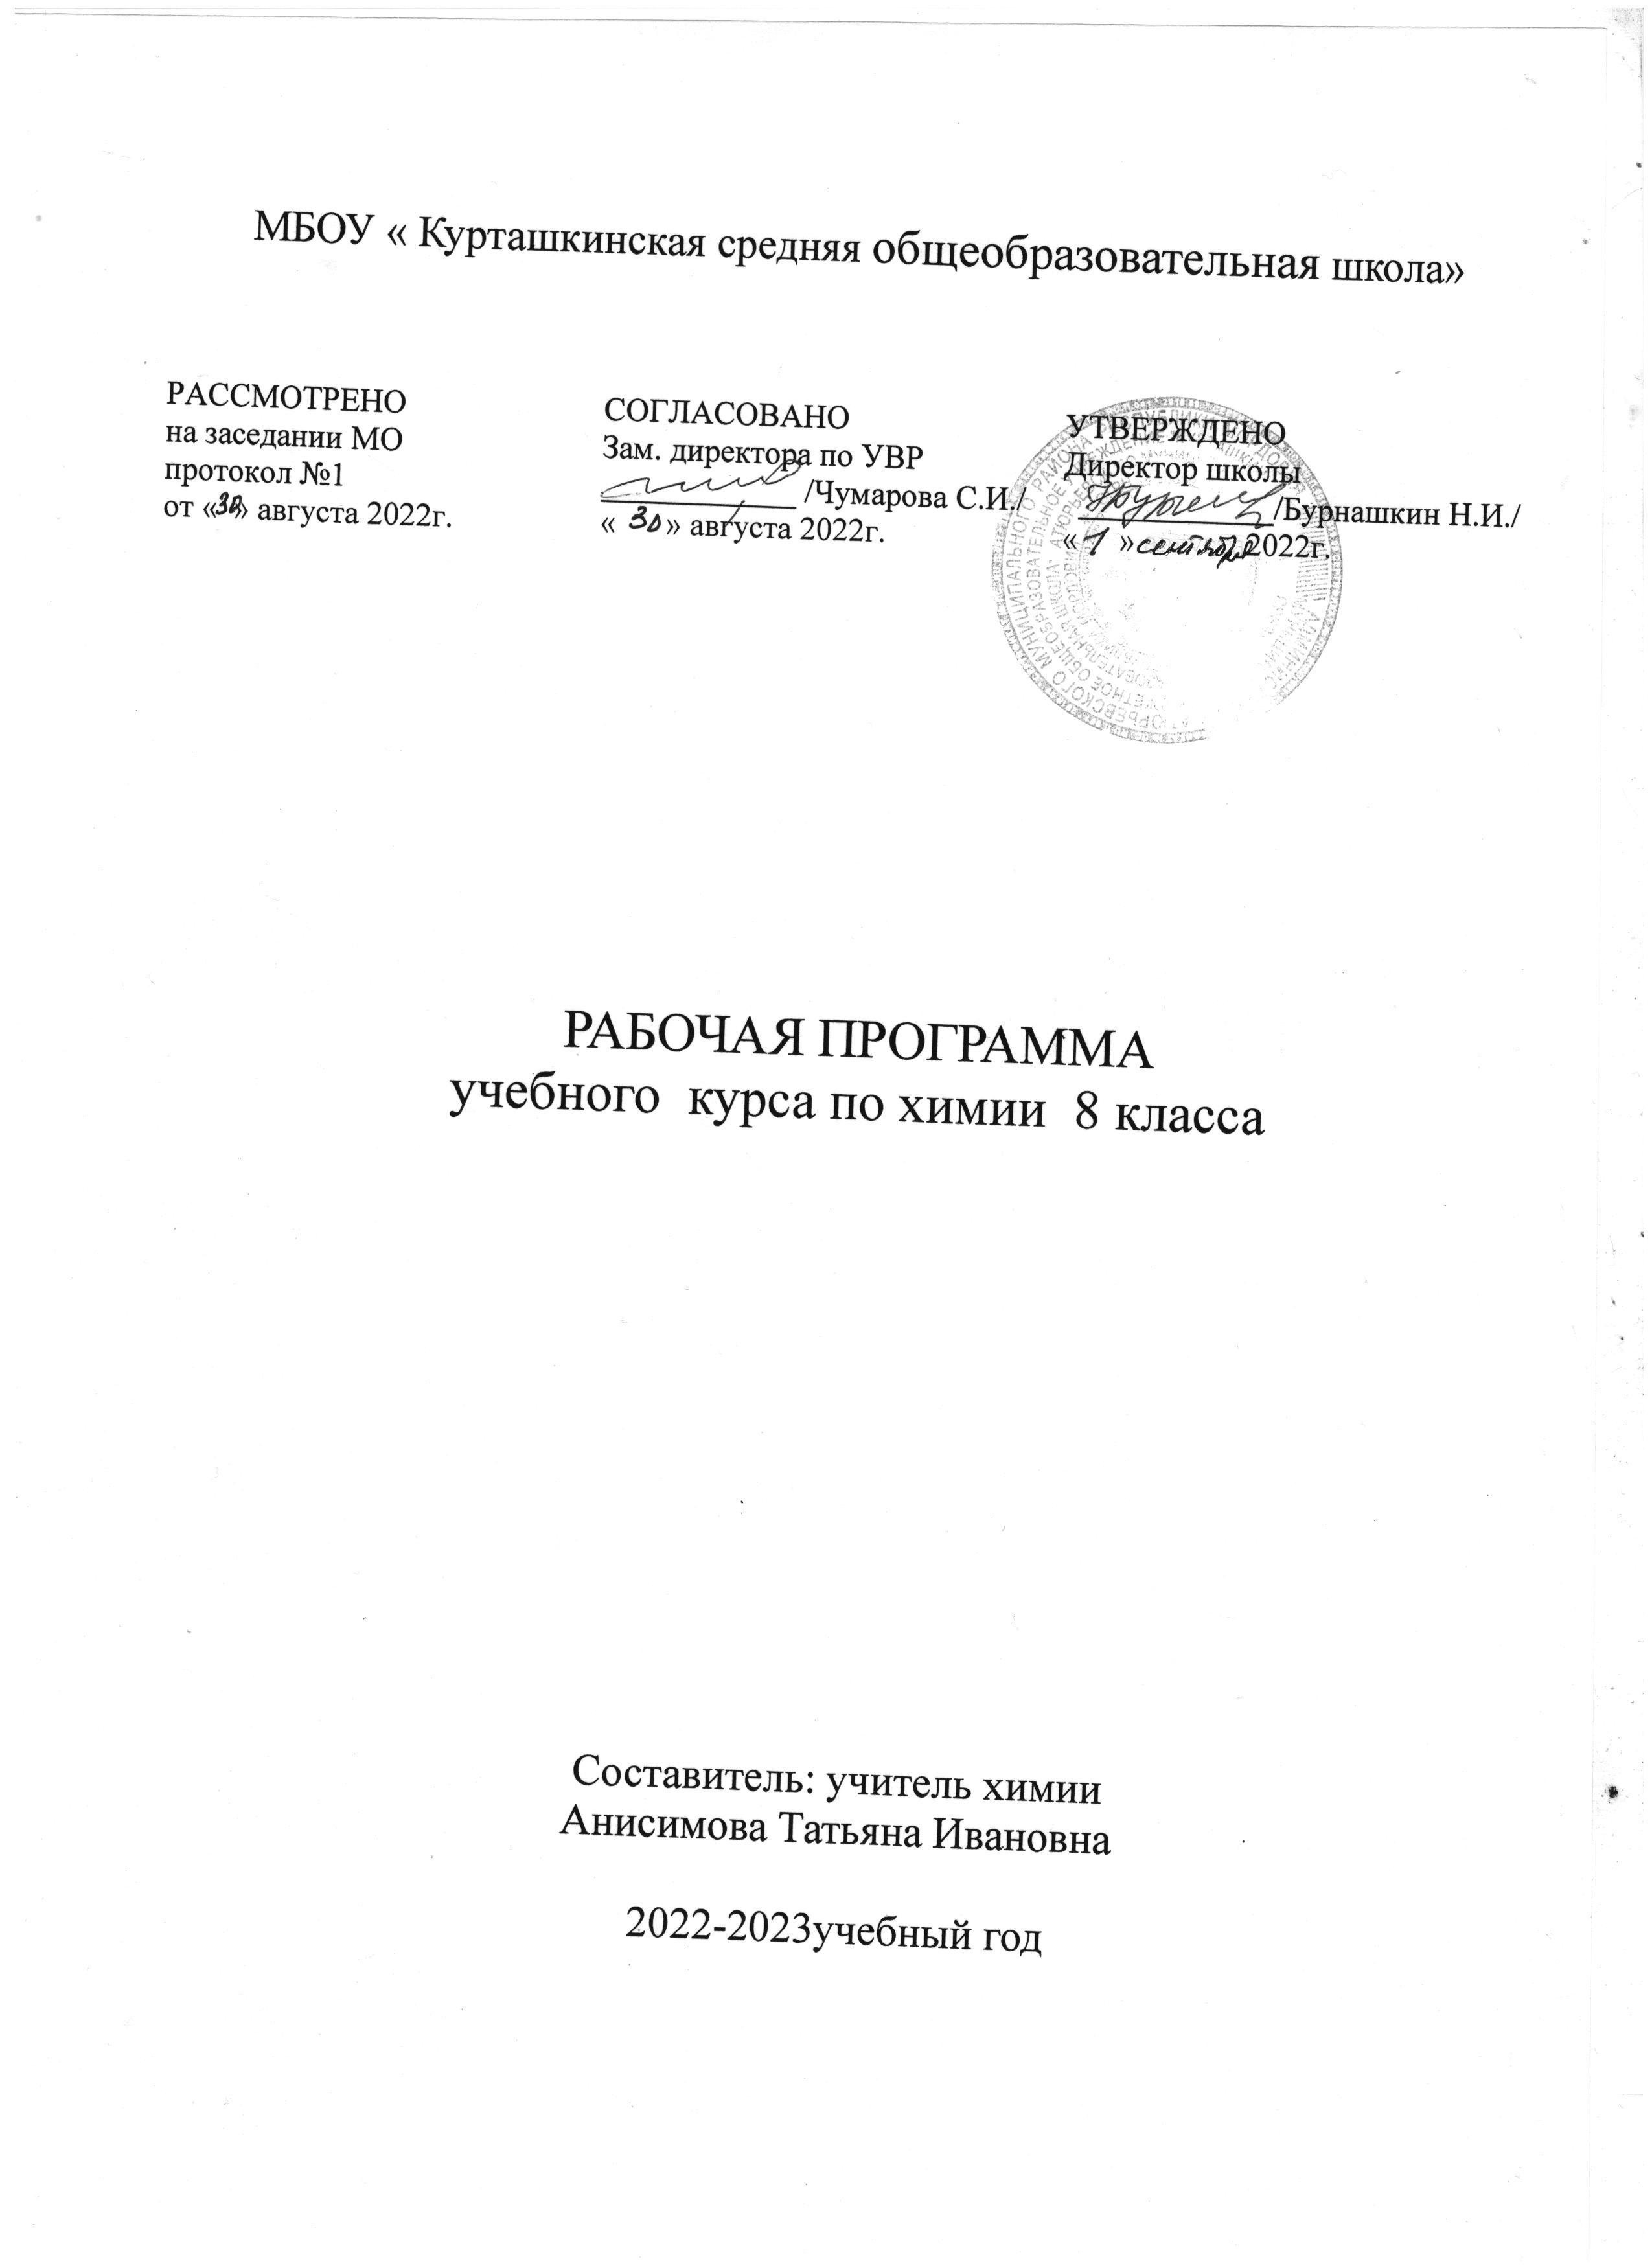 МБОУ « Курташкинская средняя общеобразовательная школа»
РАССМОТРЕНО
на заседании МО
протокол №1
от «30» августа 2022г.
СОГЛАСОВАНО
Зам. директора по УВР
/Чумарова С.И./
« 30 » августа 2022г.
УТВЕРЖДЕНО
Директор школы
/Бурнашкин Н.И./
« 1 » сентября 2022г.
РАБОЧАЯ ПРОГРАММА
учебного курса по химии 8 класса
Составитель: учитель химии
Анисимова Татьяна Ивановна
2022-2023учебный год